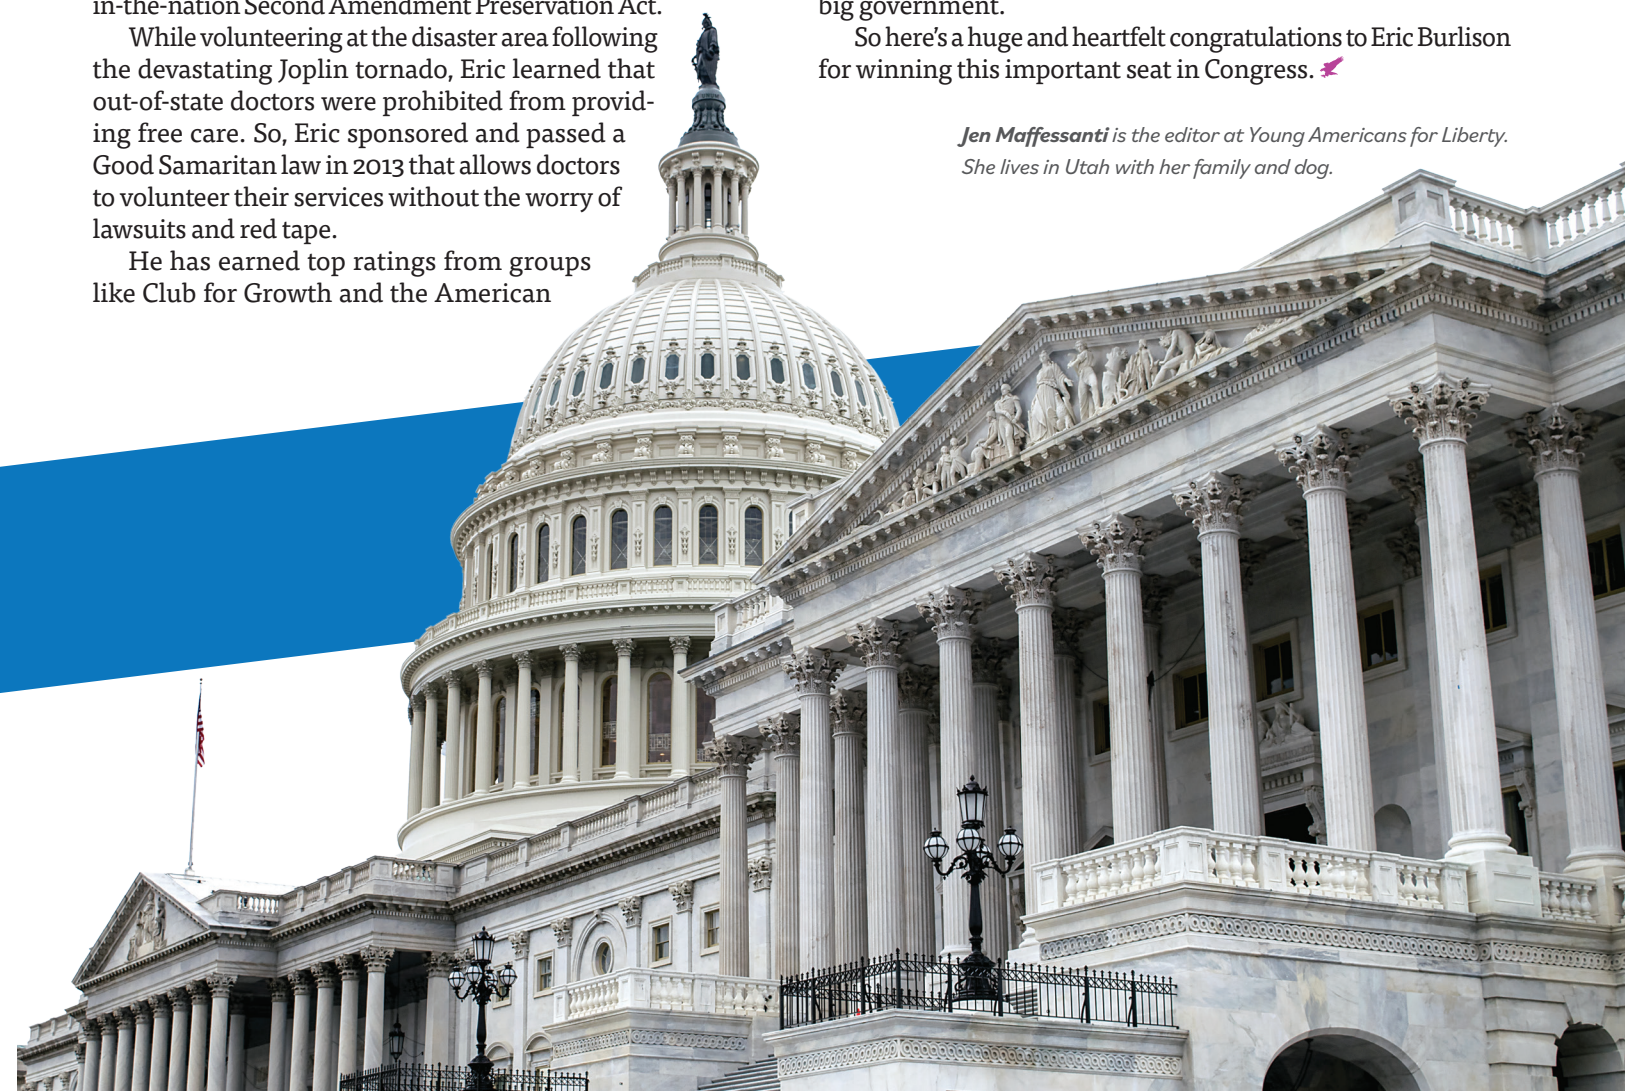 in-the-nation Second Amendment Preservation Act.
While volunteering at the disaster area following
the devastating Joplin tornado, Eric learned that
out-of-state doctors were prohibited from provid-
ing free care. So, Eric sponsored and passed a
Good Samaritan law in 2013 that allows doctors
to volunteer their services without the worry of
lawsuits and red tape.
He has earned top ratings from groups
like Club for Growth and the American
big government.
So here’s a huge and heartfelt congratulations to Eric Burlison
for winning this important seat in Congress.
Jen Maffessanti is the editor at Young Americans for Liberty.
She lives in Utah with her family and dog.